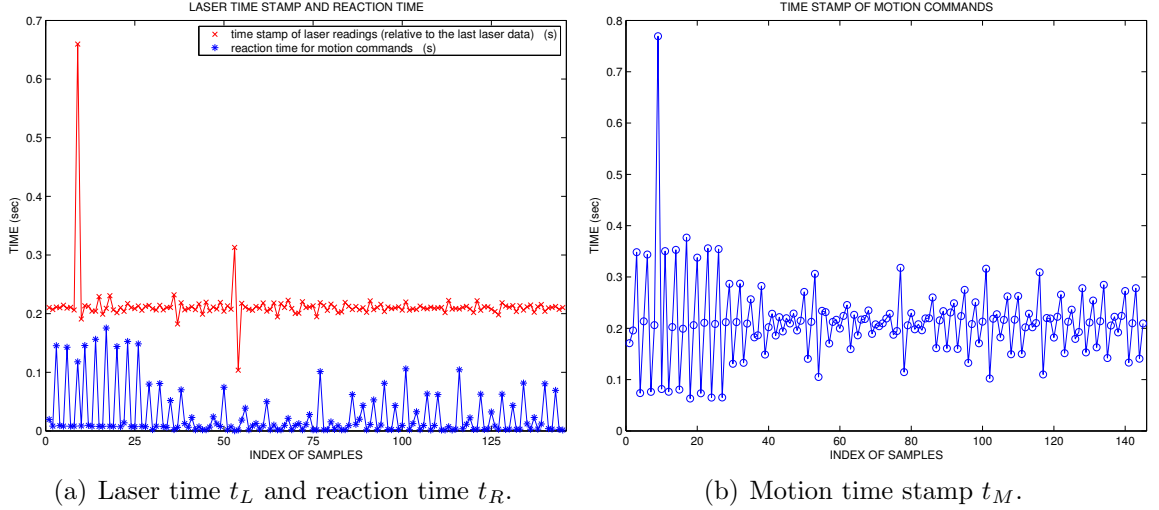 LASER TIME STAMP AND REACTION TIME
0.7
0.6
0.5
0.4
0.3
0.2
0.1
0
TIME (sec)
time stamp of laser readings (relative to the last laser data) (s)
reaction time for motion commands (s)
0 25 50 75 100 125
INDEX OF SAMPLES
(a) Laser time t_L and reaction time t_R.
TIME STAMP OF MOTION COMMANDS
0.8
0.7
0.6
0.5
0.4
0.3
0.2
0.1
0
TIME (sec)
0 20 40 60 80 100 120 140
INDEX OF SAMPLES
(b) Motion time stamp t_M.